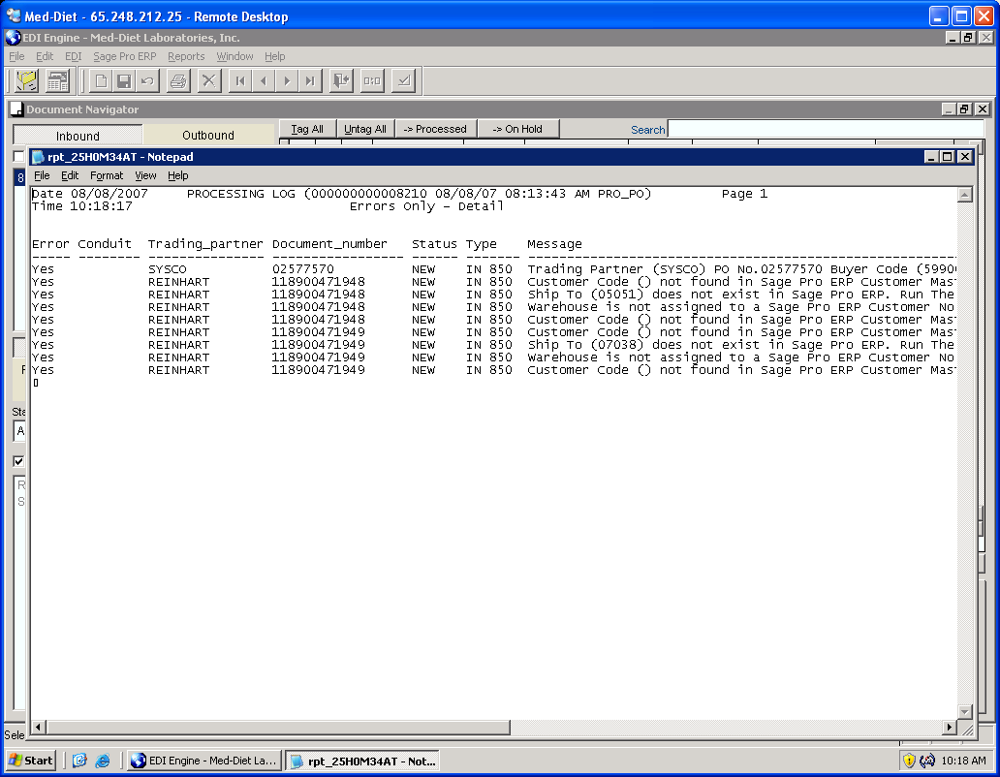 Med-Diet - 65.248.212.25 - Remote Desktop
EDI Engine - Med-Diet Laboratories, Inc.
File Edit EDI Sage Pro ERP Reports Window Help
Document Navigator
Inbound Outbound Tag All Untag All -> Processed -> On Hold Search
rpt_25H0M34AT - Notepad
8
File Edit Format View Help
Date 08/08/2007 PROCESSING LOG (000000000008210 08/08/07 08:13:43 AM PRO_PO) Page 1
Time 10:18:17 Errors Only - Detail
Error Conduit Trading_partner Document_number Status Type Message
Yes SYSCO 02577570 NEW IN 850 Trading Partner (SYSCO) PO No.02577570 Buyer Code (5990
Yes REINHART 118900471948 NEW IN 850 Customer Code () not found in Sage Pro ERP Customer Mas
Yes REINHART 118900471948 NEW IN 850 Ship To (05051) does not exist in Sage Pro ERP. Run The
Yes REINHART 118900471948 NEW IN 850 Warehouse is not assigned to a Sage Pro ERP Customer No
Yes REINHART 118900471948 NEW IN 850 Customer Code () not found in Sage Pro ERP Customer Mas
Yes REINHART 118900471949 NEW IN 850 Customer Code () not found in Sage Pro ERP Customer Mas
Yes REINHART 118900471949 NEW IN 850 Ship To (07038) does not exist in Sage Pro ERP. Run The
Yes REINHART 118900471949 NEW IN 850 Warehouse is not assigned to a Sage Pro ERP Customer No
Yes REINHART 118900471949 NEW IN 850 Customer Code () not found in Sage Pro ERP Customer Mas
Sta
A
R
S
Sele
Start EDI Engine - Med-Diet La... rpt_25H0M34AT - Not... 10:18 AM